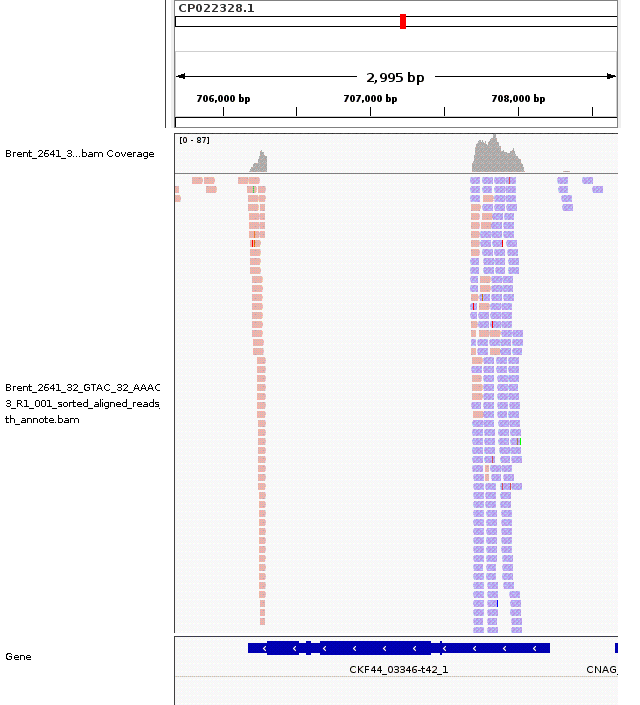 CP022328.1
2,995 bp
706,000 bp 707,000 bp 708,000 bp
[0 - 87]
Brent_2641_3...bam Coverage
Brent_2641_32_GTAC_32_AAAC
3_R1_001_sorted_aligned_reads_
th_annote.bam
Gene
CKF44_03346-t42_1
CNAG_